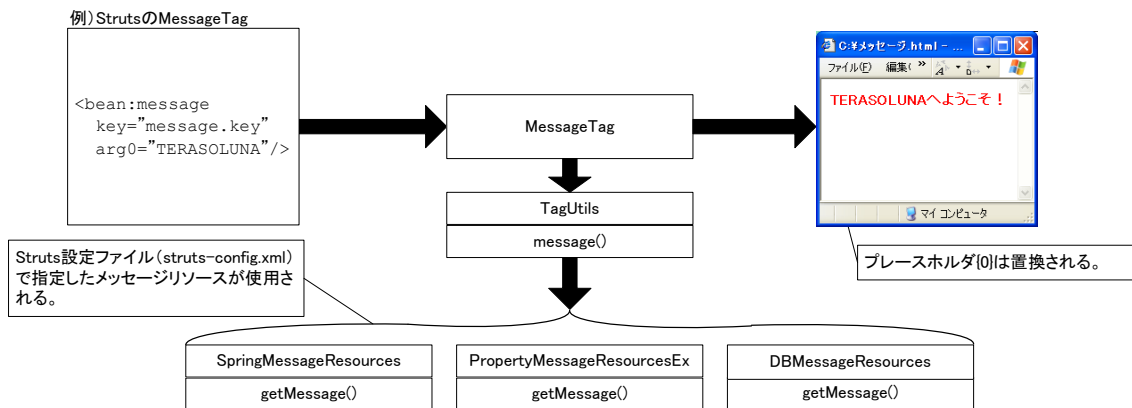 例)StrutsのMessageTag
<bean:message
key="message.key"
arg0="TERASOLUNA"/>
MessageTag
C:¥メッセージ.html - ...
ファイル(F) 編集( »
TERASOLUNAへようこそ！
マイ コンピュータ
TagUtils
message()
Struts設定ファイル(struts-config.xml)
で指定したメッセージリソースが使用さ
れる。
プレースホルダ{0}は置換される。
SpringMessageResources
getMessage()
PropertyMessageResourcesEx
getMessage()
DBMessageResources
getMessage()